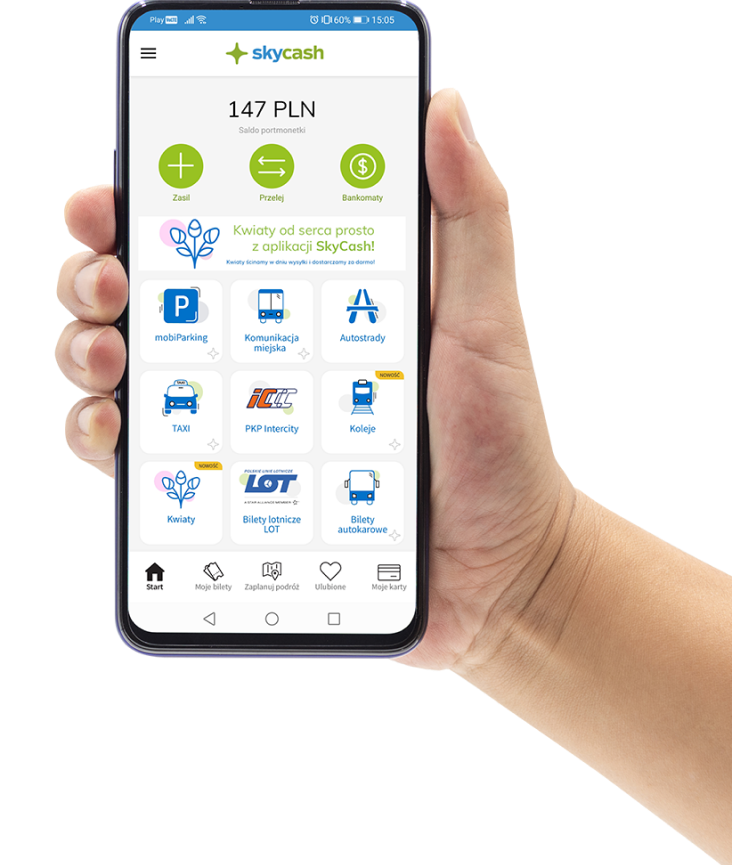 Play VoLTE 60% 15:05
skycash
147 PLN
Saldo portmonetki
Zasil Przelej Bankomaty
Kwiaty od serca prosto
z aplikacji SkyCash!
Kwiaty ścinamy w dniu wysyłki i dostarczamy za darmo!
P
mobiParking Komunikacja miejska Autostrady
TAXI
NOWOŚĆ
TAXI PKP Intercity Koleje
NOWOŚĆ
POLSKIE LINIE LOTNICZE
LOT
A STAR ALLIANCE MEMBER
Kwiaty Bilety lotnicze LOT Bilety autokarowe
Start Moje bilety Zaplanuj podróż Ulubione Moje karty